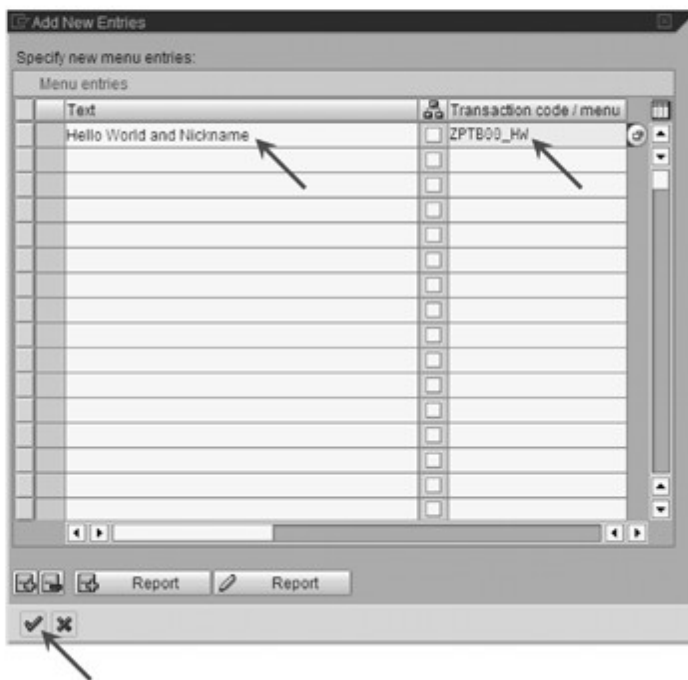 Add New Entries
Specify new menu entries:
Menu entries
Text
Transaction code / menu
Hello World and Nickname
ZPTB00_HW
Report
Report